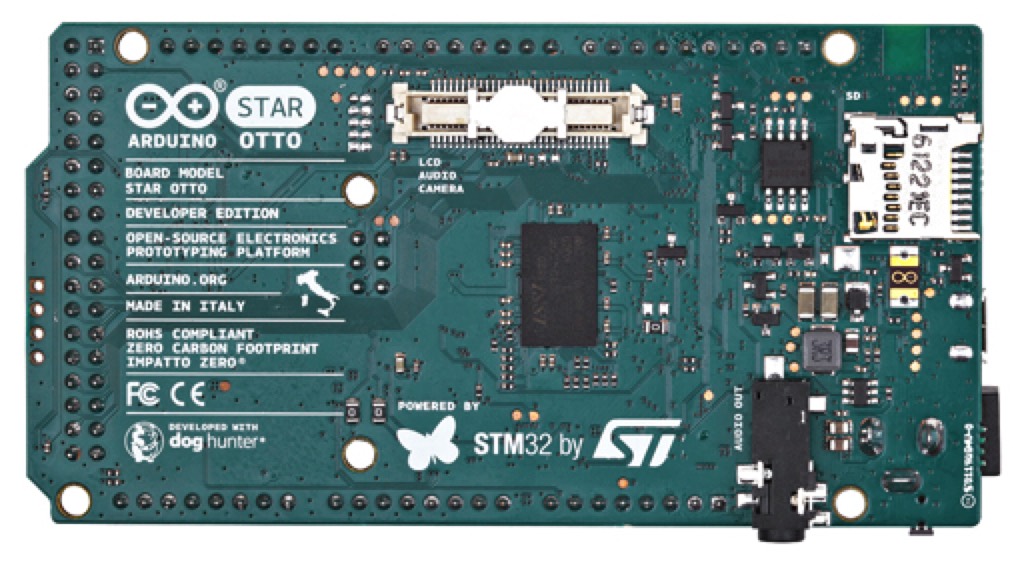 STAR
ARDUINO OTTO
®
BOARD MODEL
STAR OTTO
DEVELOPER EDITION
OPEN-SOURCE ELECTRONICS
PROTOTYPING PLATFORM
ARDUINO.ORG
MADE IN ITALY
ROHS COMPLIANT
ZERO CARBON FOOTPRINT
IMPATTO ZERO®
FC CE
DEVELOPED WITH
dog hunter
LCD
AUDIO
CAMERA
POWERED BY
STM32 by ST
AUDIO OUT
SD